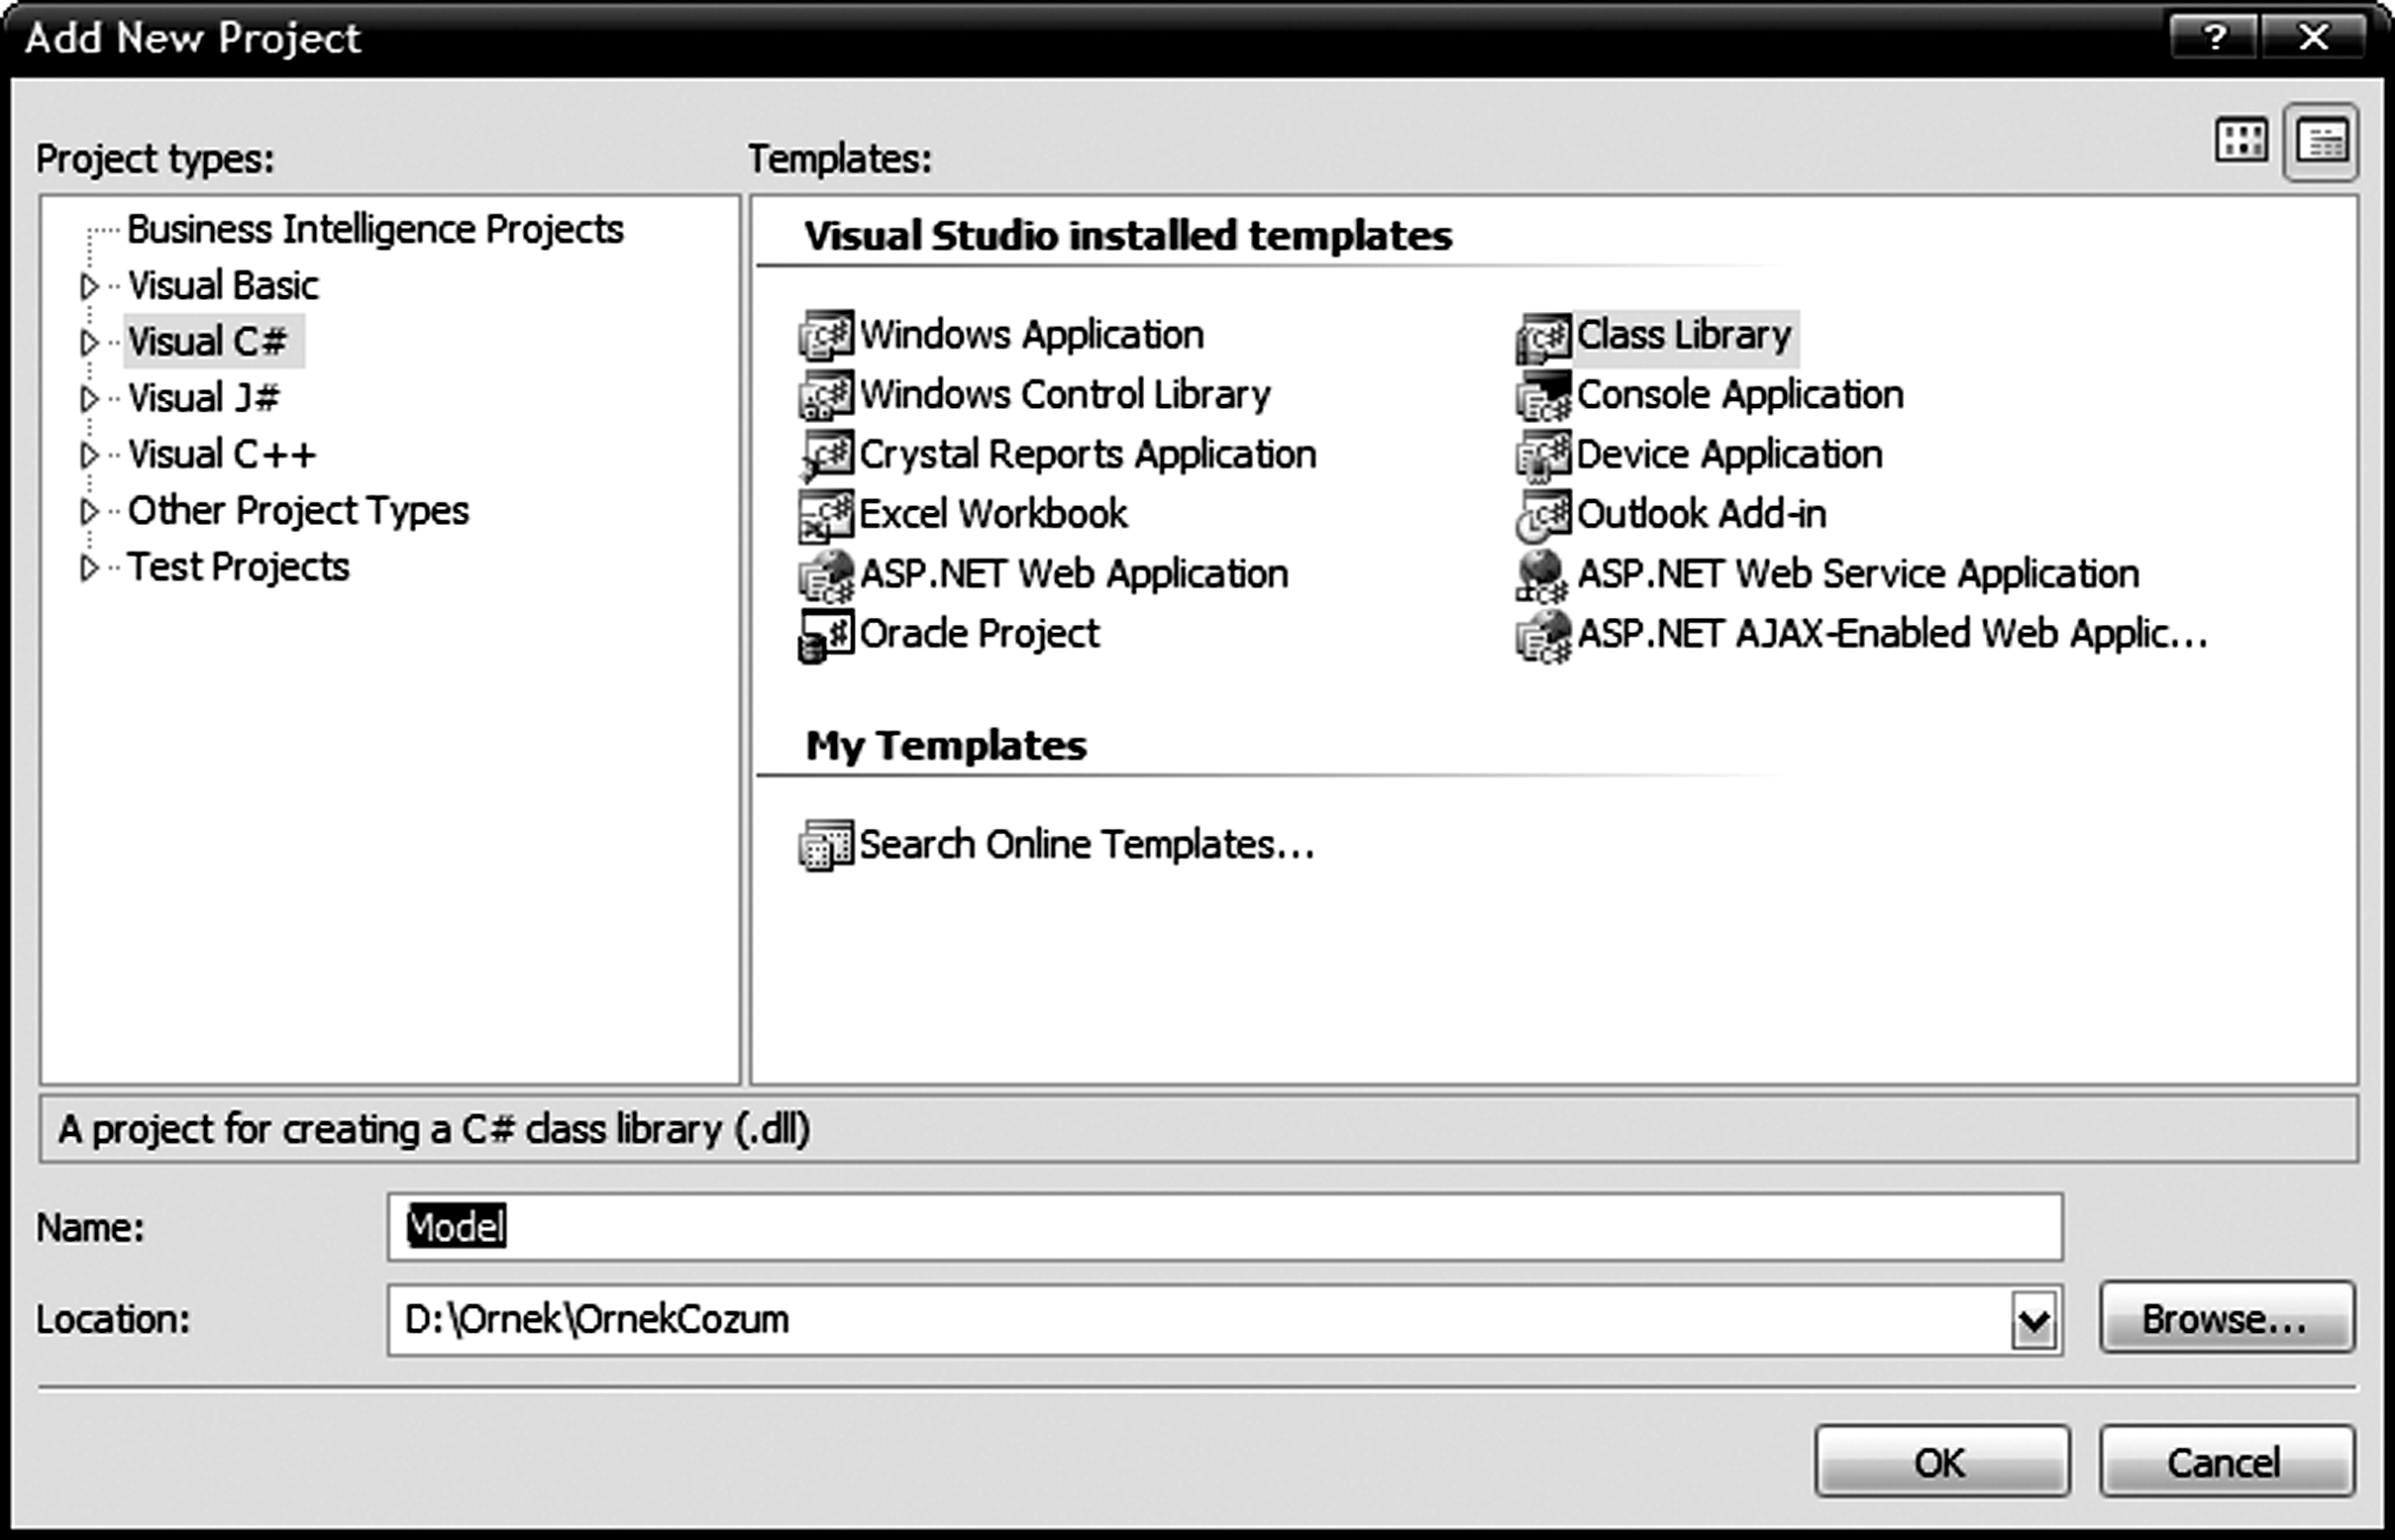 Add New Project
Project types:
Templates:
Business Intelligence Projects
Visual Basic
Visual C#
Visual J#
Visual C++
Other Project Types
Test Projects
Visual Studio installed templates
Windows Application
Class Library
Windows Control Library
Console Application
Crystal Reports Application
Device Application
Excel Workbook
Outlook Add-in
ASP.NET Web Application
ASP.NET Web Service Application
Oracle Project
ASP.NET AJAX-Enabled Web Applic...
My Templates
Search Online Templates...
A project for creating a C# class library (.dll)
Name:
Model
Location:
D:\Ornek\OrnekCozum
Browse...
OK
Cancel